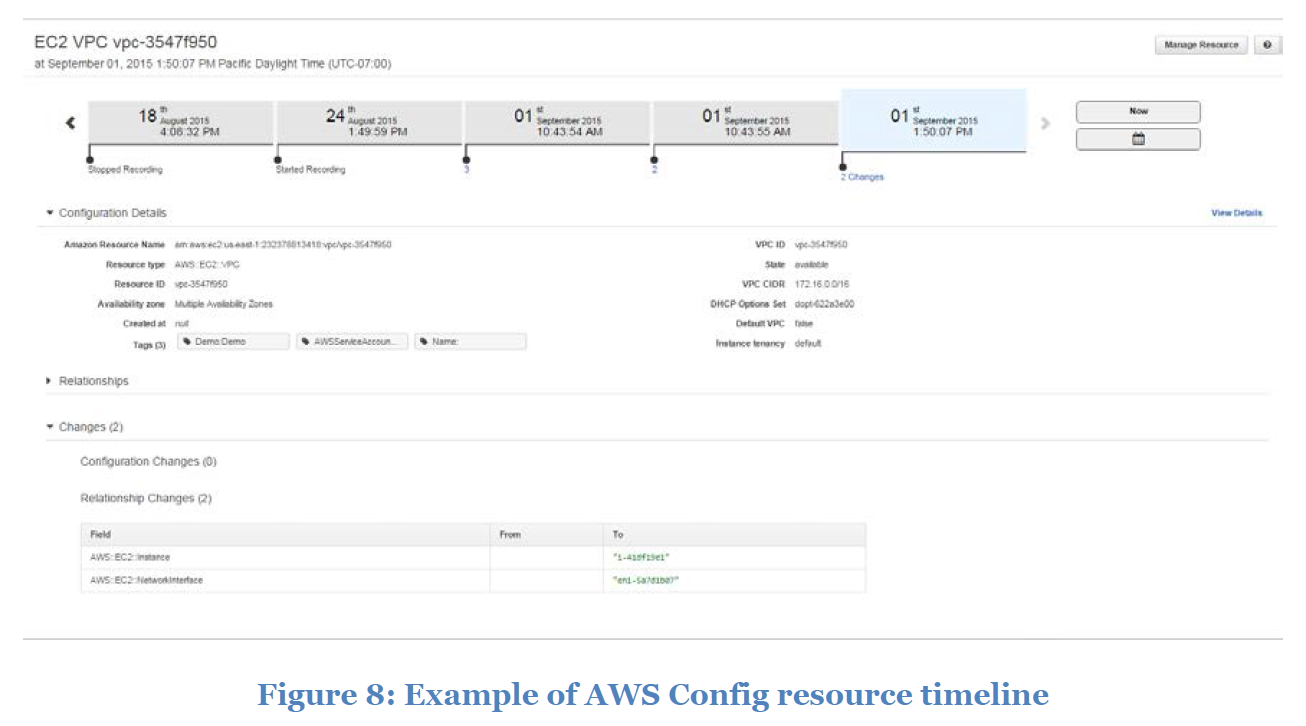 EC2 VPC vpc-3547f950
Manage Resource
at September 01, 2015 1:50:07 PM Pacific Daylight Time (UTC-07:00)
18 th August 2015 4:06:32 PM
24 th August 2015 1:49:59 PM
01 st September 2015 10:43:54 AM
01 st September 2015 10:43:55 AM
01 st September 2015 1:50:07 PM
Now
Stopped Recording
Started Recording
3
2
2 Changes
Configuration Details
View Details
Amazon Resource Name arn:aws:ec2:us-east-1:232376813418:vpc/vpc-3547f950
Resource type AWS::EC2::VPC
Resource ID vpc-3547f950
Availability zone Multiple Availability Zones
Created at null
Tags (3) Demo:Demo AWSServiceAccoun... Name:
VPC ID vpc-3547f950
State available
VPC CIDR 172.16.0.0/16
DHCP Options Set dopt-622a3e00
Default VPC false
Instance tenancy default
Relationships
Changes (2)
Configuration Changes (0)
Relationship Changes (2)
Field From To
AWS::EC2::Instance "i-41df19e1"
AWS::EC2::NetworkInterface "eni-5a7d1b07"
Figure 8: Example of AWS Config resource timeline